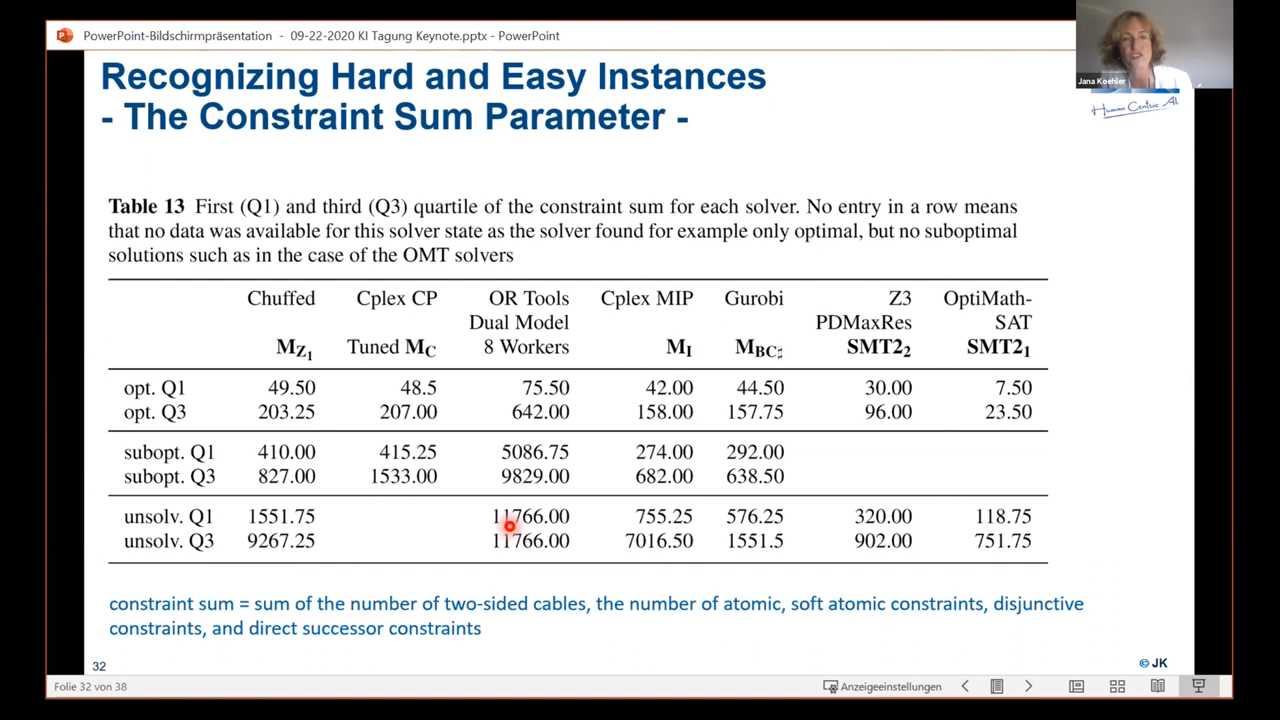 PowerPoint-Bildschirmpräsentation - 09-22-2020 KI Tagung Keynote.pptx - PowerPoint
Jana Koehler
Human Centric AI
Recognizing Hard and Easy Instances
- The Constraint Sum Parameter -
Table 13 First (Q1) and third (Q3) quartile of the constraint sum for each solver. No entry in a row means
that no data was available for this solver state as the solver found for example only optimal, but no suboptimal
solutions such as in the case of the OMT solvers
Chuffed Cplex CP OR Tools Cplex MIP Gurobi Z3 OptiMath-
Dual Model PDMaxRes SAT
M_Z1 Tuned M_C 8 Workers M_I M_BC♯ SMT2_2 SMT2_1
opt. Q1 49.50 48.5 75.50 42.00 44.50 30.00 7.50
opt. Q3 203.25 207.00 642.00 158.00 157.75 96.00 23.50
subopt. Q1 410.00 415.25 5086.75 274.00 292.00
subopt. Q3 827.00 1533.00 9829.00 682.00 638.50
unsolv. Q1 1551.75 11766.00 755.25 576.25 320.00 118.75
unsolv. Q3 9267.25 11766.00 7016.50 1551.5 902.00 751.75
constraint sum = sum of the number of two-sided cables, the number of atomic, soft atomic constraints, disjunctive
constraints, and direct successor constraints
32
© JK
Folie 32 von 38
Anzeigeeinstellungen